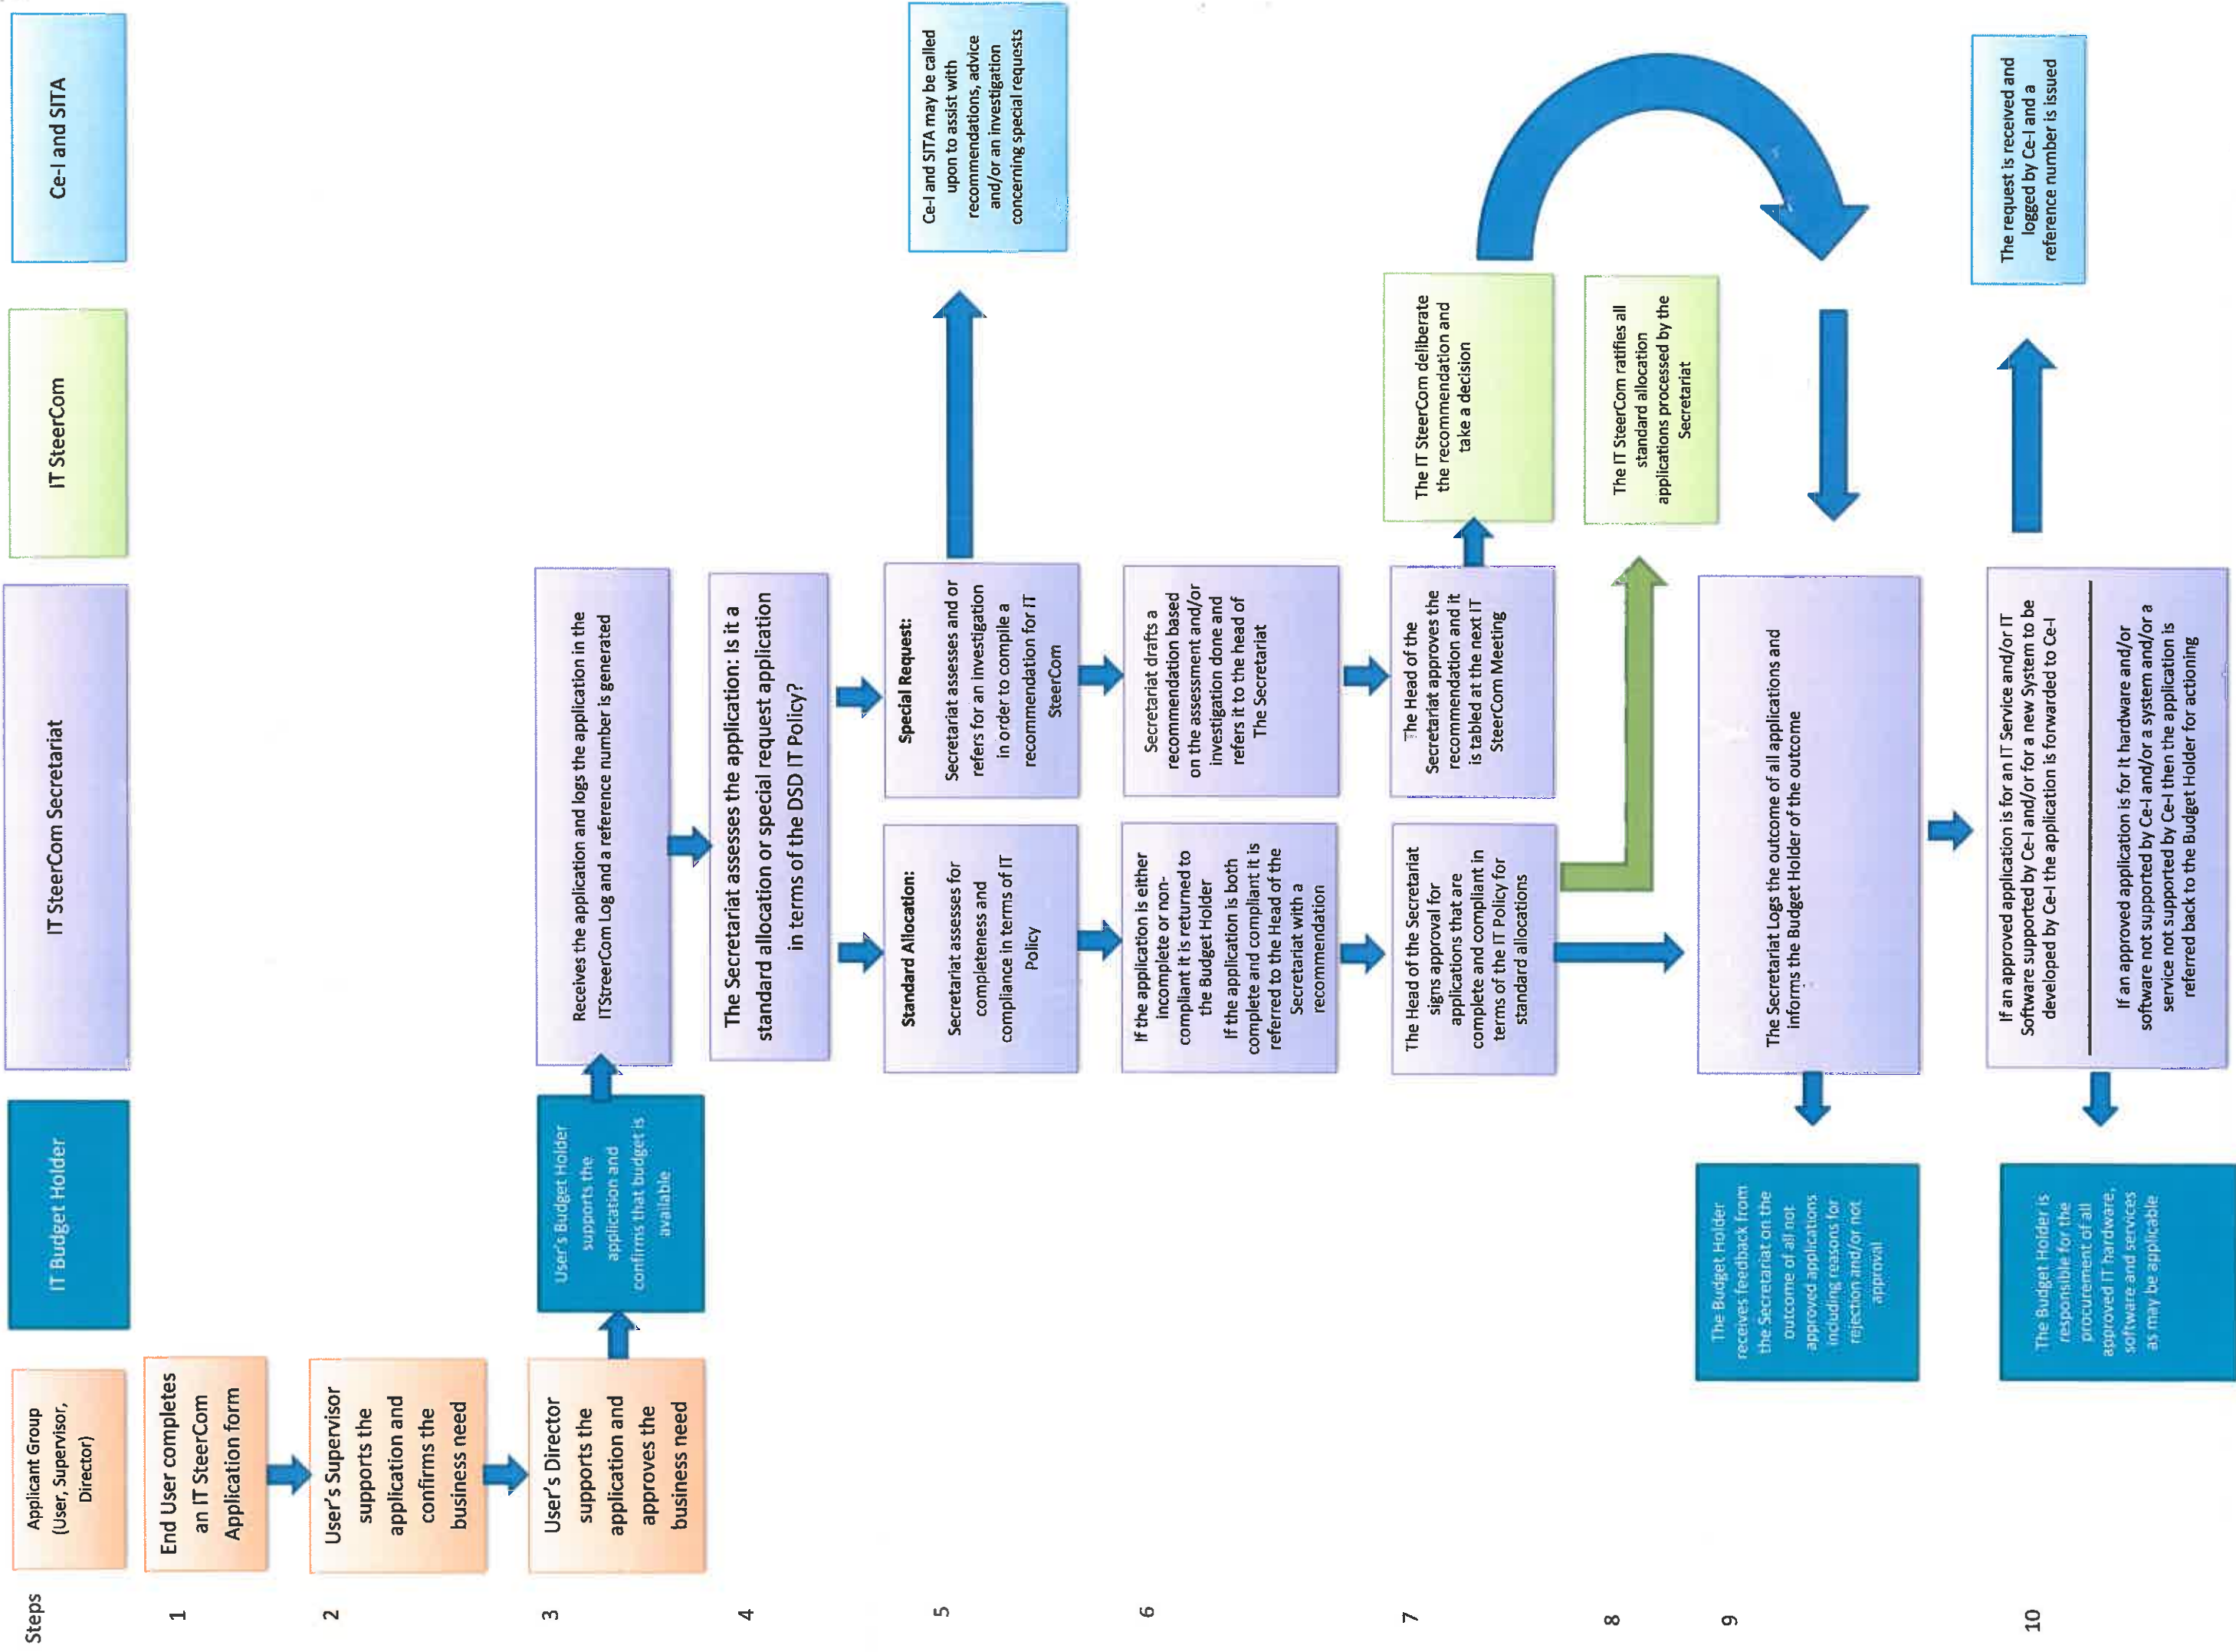 Steps
Applicant Group
(User, Supervisor,
Director)
IT Budget Holder
IT SteerCom Secretariat
IT SteerCom
Ce-I and SITA
1
End User completes
an IT SteerCom
Application form
2
User's Supervisor
supports the
application and
confirms the
business need
3
User's Director
supports the
application and
approves the
business need
User's Budget Holder
supports the
application and
confirms that budget is
available
Receives the application and logs the application in the
ITStreerCom Log and a reference number is generated
4
The Secretariat assesses the application: Is it a
standard allocation or special request application
in terms of the DSD IT Policy?
5
Standard Allocation:
Secretariat assesses for
completeness and
compliance in terms of IT
Policy
Special Request:
Secretariat assesses and or
refers for an investigation
in order to compile a
recommendation for IT
SteerCom
Ce-I and SITA may be called
upon to assist with
recommendations, advice
and/or an investigation
concerning special requests
6
If the application is either
incomplete or non-
compliant it is returned to
the Budget Holder
If the application is both
complete and compliant it is
referred to the Head of the
Secretariat with a
recommendation
Secretariat drafts a
recommendation based
on the assessment and/or
investigation done and
refers it to the head of
The Secretariat
7
The Head of the Secretariat
signs approval for
applications that are
complete and compliant in
terms of the IT Policy for
standard allocations
The Head of the
Secretariat approves the
recommendation and it
is tabled at the next IT
SteerCom Meeting
The IT SteerCom deliberate
the recommendation and
take a decision
8
The IT SteerCom ratifies all
standard allocation
applications processed by the
Secretariat
9
The Budget Holder
receives feedback from
the Secretariat on the
outcome of all not
approved applications
including reasons for
rejection and/or not
approval
The Secretariat Logs the outcome of all applications and
informs the Budget Holder of the outcome
10
The Budget Holder is
responsible for the
procurement of all
approved IT hardware,
software and services
as may be applicable
If an approved application is for an IT Service and/or IT
Software supported by Ce-I and/or for a new System to be
developed by Ce-I the application is forwarded to Ce-I
If an approved application is for it hardware and/or
software not supported by Ce-I and/or a system and/or a
service not supported by Ce-I then the application is
referred back to the Budget Holder for actioning
The request is received and
logged by Ce-I and a
reference number is issued